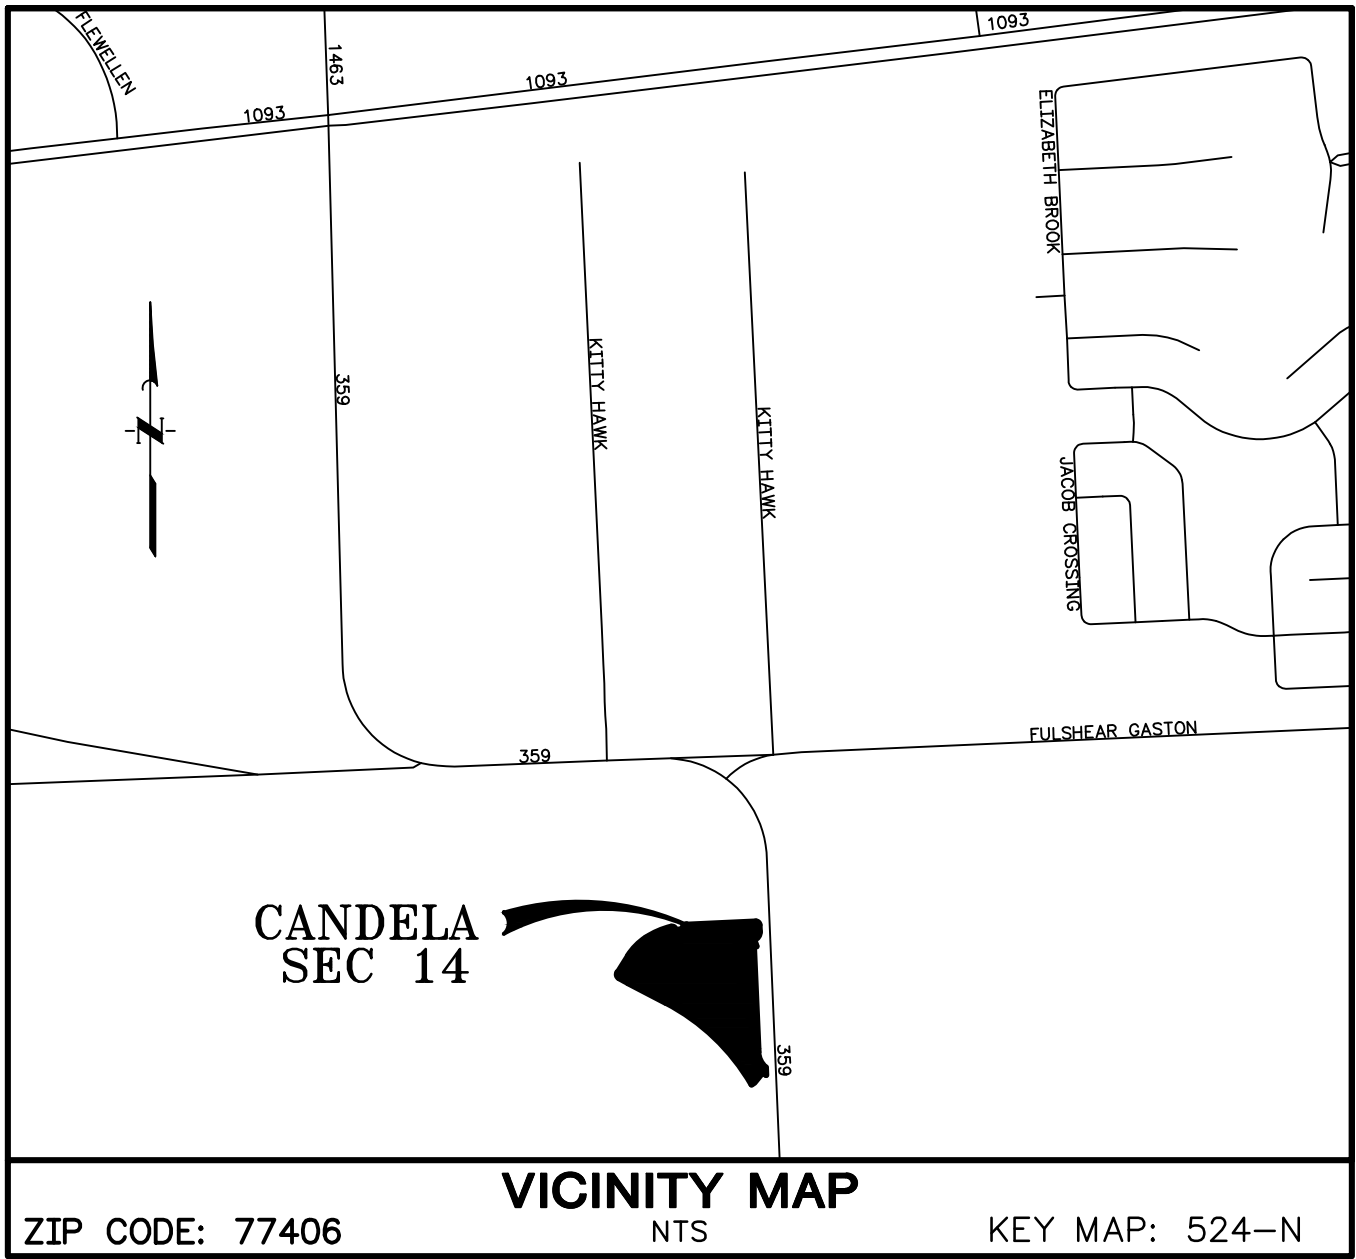 FLEWELLEN
1463
1093
1093
1093
ELIZABETH BROOK
359
KITTY HAWK
KITTY HAWK
N
JACOB CROSSING
FULSHEAR GASTON
359
CANDELA
SEC 14
359
VICINITY MAP
ZIP CODE: 77406
NTS
KEY MAP: 524-N